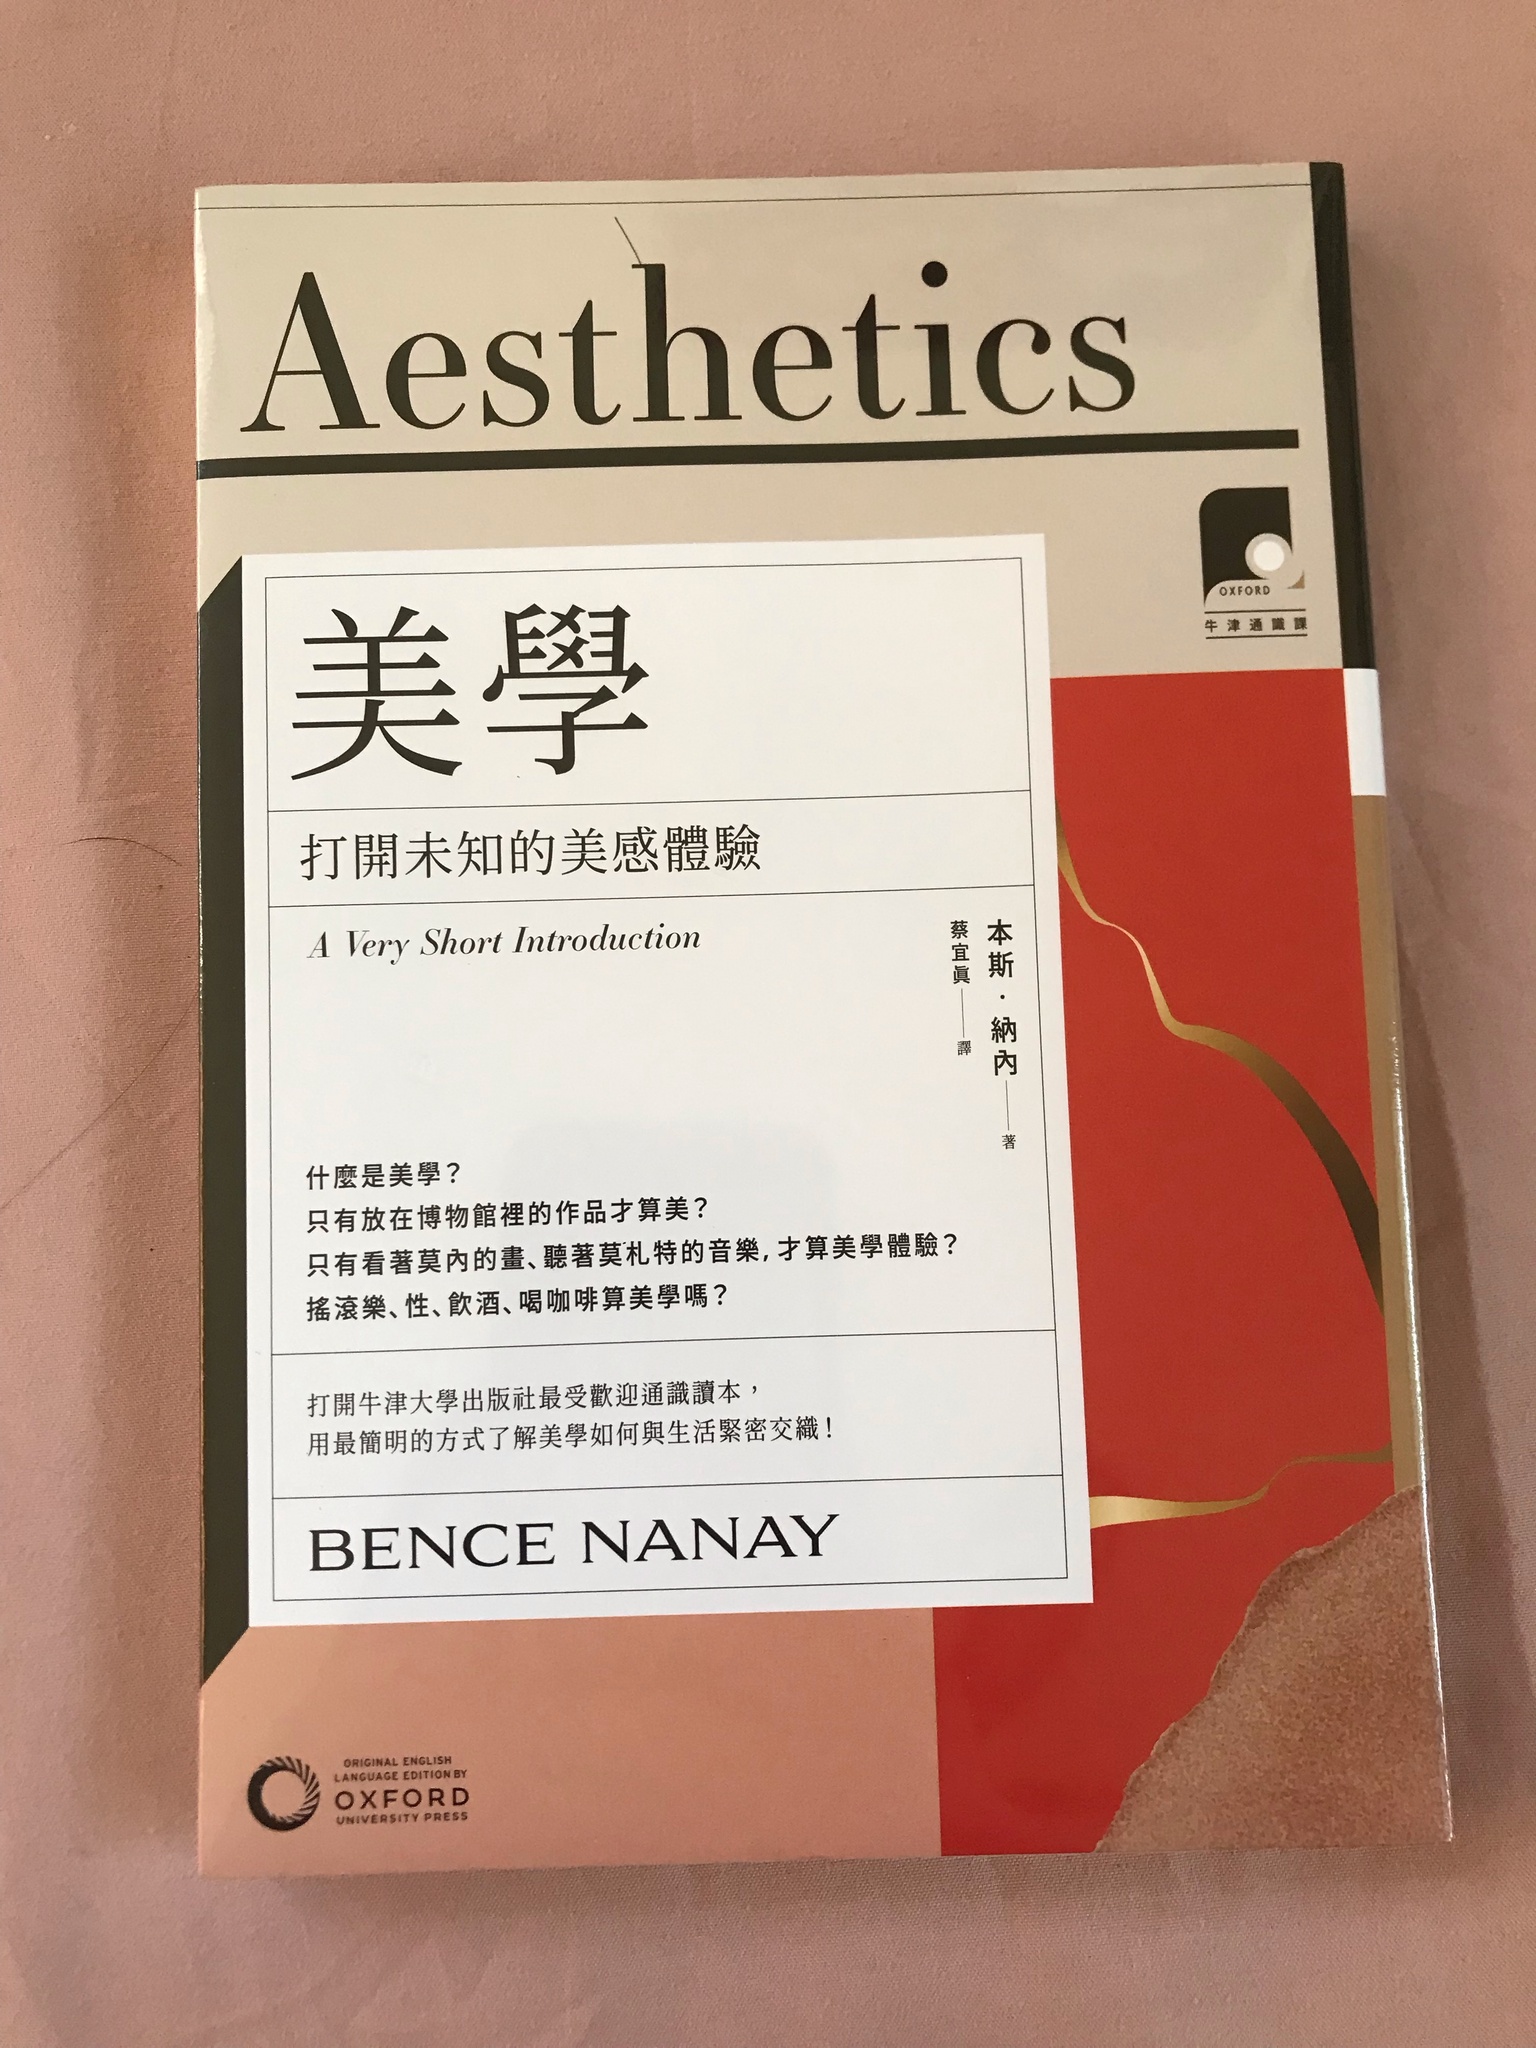 Aesthetics
OXFORD
牛津通識課
美學
打開未知的美感體驗
A Very Short Introduction
本斯．納內——著
蔡宜眞——譯
什麼是美學？
只有放在博物館裡的作品才算美？
只有看著莫內的畫、聽著莫札特的音樂，才算美學體驗？
搖滾樂、性、飲酒、喝咖啡算美學嗎？
打開牛津大學出版社最受歡迎通識讀本，
用最簡明的方式了解美學如何與生活緊密交織！
BENCE NANAY
ORIGINAL ENGLISH
LANGUAGE EDITION BY
OXFORD
UNIVERSITY PRESS